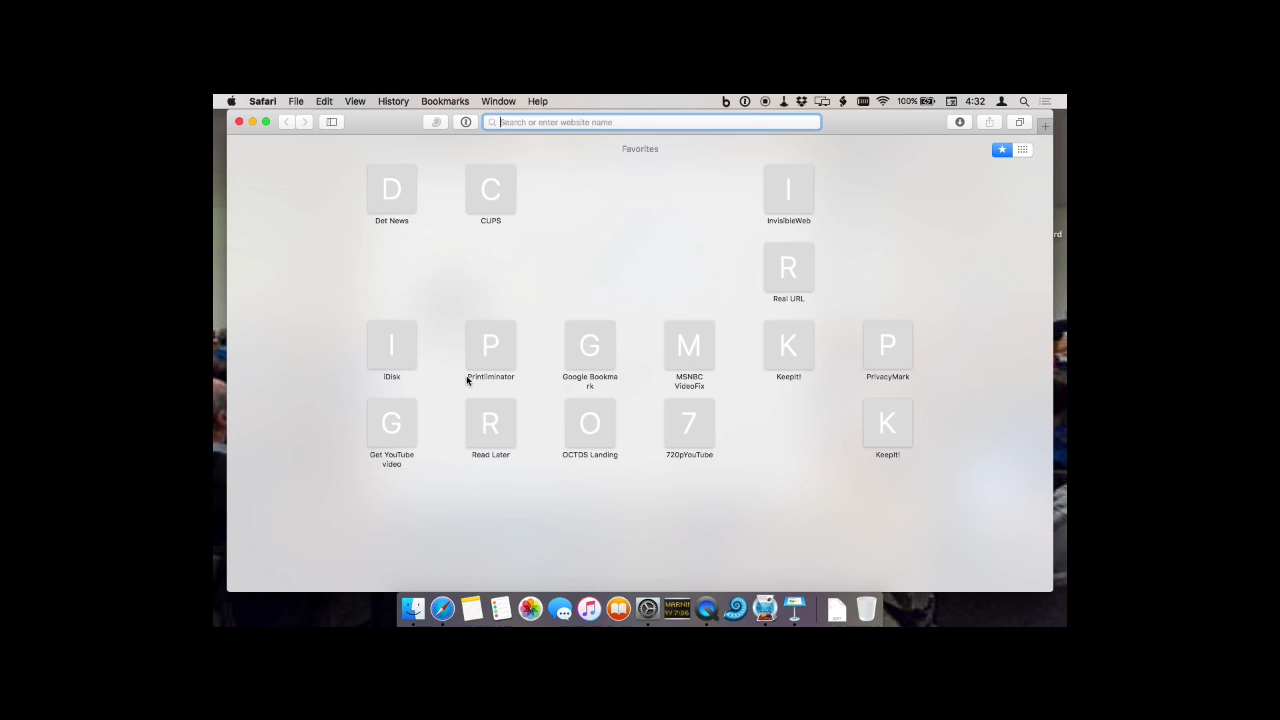 Safari File Edit View History Bookmarks Window Help 100% 4:32
Search or enter website name
Favorites
D C I
Det News CUPS InvisibleWeb
rd
R
Real URL
I P G M K P
iDisk Printliminator Google Bookma
rk MSNBC
VideoFix KeepIt! PrivacyMark
G R O 7 K
Get YouTube
video Read Later OCTDS Landing 720pYouTube KeepIt!